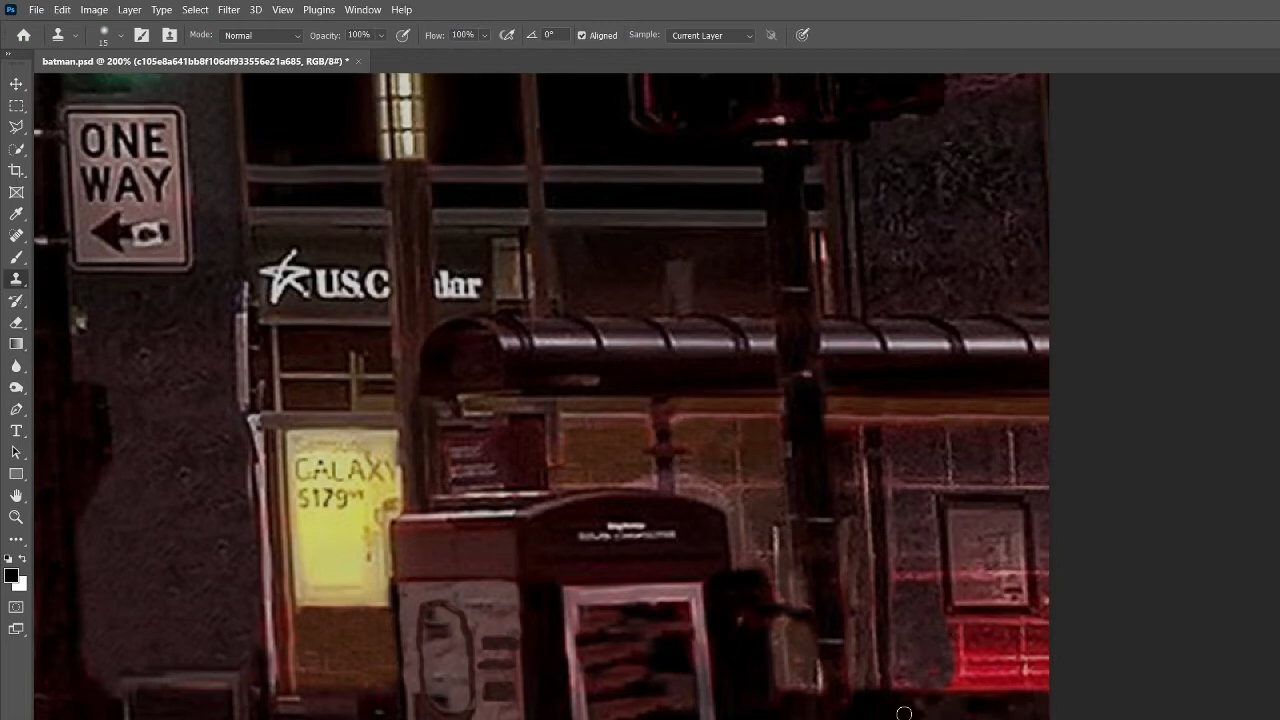 Ps File Edit Image Layer Type Select Filter 3D View Plugins Window Help
15 Mode: Normal Opacity: 100% Flow: 100% 0° Aligned Sample: Current Layer
batman.psd @ 200% (c105e8a641bb8f106df933556e21a685, RGB/8#) *
ONE
WAY
U.S.C lular
Samsung
GALAXY
$179